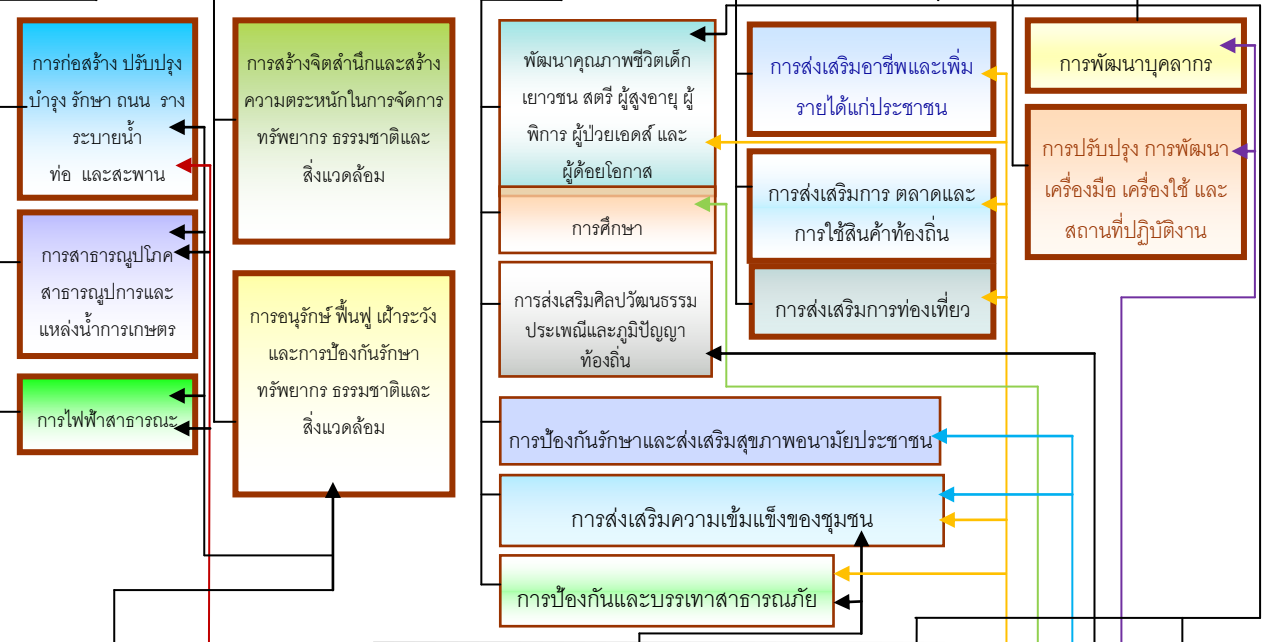 การก่อสร้าง ปรับปรุง
บำรุง รักษา ถนน ราง
ระบายน้ำ
ท่อ และสะพาน
การสาธารณูปโภค
สาธารณูปการและ
แหล่งน้ำการเกษตร
การไฟฟ้าสาธารณะ
การสร้างจิตสำนึกและสร้าง
ความตระหนักในการจัดการ
ทรัพยากร ธรรมชาติและ
สิ่งแวดล้อม
การอนุรักษ์ ฟื้นฟู เฝ้าระวัง
และการป้องกันรักษา
ทรัพยากร ธรรมชาติและ
สิ่งแวดล้อม
พัฒนาคุณภาพชีวิตเด็ก
เยาวชน สตรี ผู้สูงอายุ ผู้
พิการ ผู้ป่วยเอดส์ และ
ผู้ด้อยโอกาส
การศึกษา
การส่งเสริมศิลปวัฒนธรรม
ประเพณีและภูมิปัญญา
ท้องถิ่น
การป้องกันรักษาและส่งเสริมสุขภาพอนามัยประชาชน
การส่งเสริมความเข้มแข็งของชุมชน
การป้องกันและบรรเทาสาธารณภัย
การส่งเสริมอาชีพและเพิ่ม
รายได้แก่ประชาชน
การส่งเสริมการ ตลาดและ
การใช้สินค้าท้องถิ่น
การส่งเสริมการท่องเที่ยว
การพัฒนาบุคลากร
การปรับปรุง การพัฒนา
เครื่องมือ เครื่องใช้ และ
สถานที่ปฏิบัติงาน